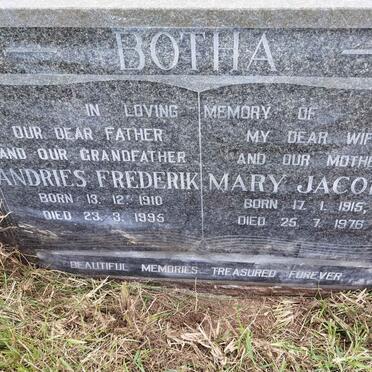 BOTHA
IN LOVING MEMORY OF
OUR DEAR FATHER
AND OUR GRANDFATHER
ANDRIES FREDERIK
BORN 13. 12. 1910
DIED 23. 3. 1995
MY DEAR WIF
AND OUR MOTHE
MARY JACO
BORN 17. 1. 1915,
DIED 25. 7. 1976
BEAUTIFUL MEMORIES TREASURED FOREVER